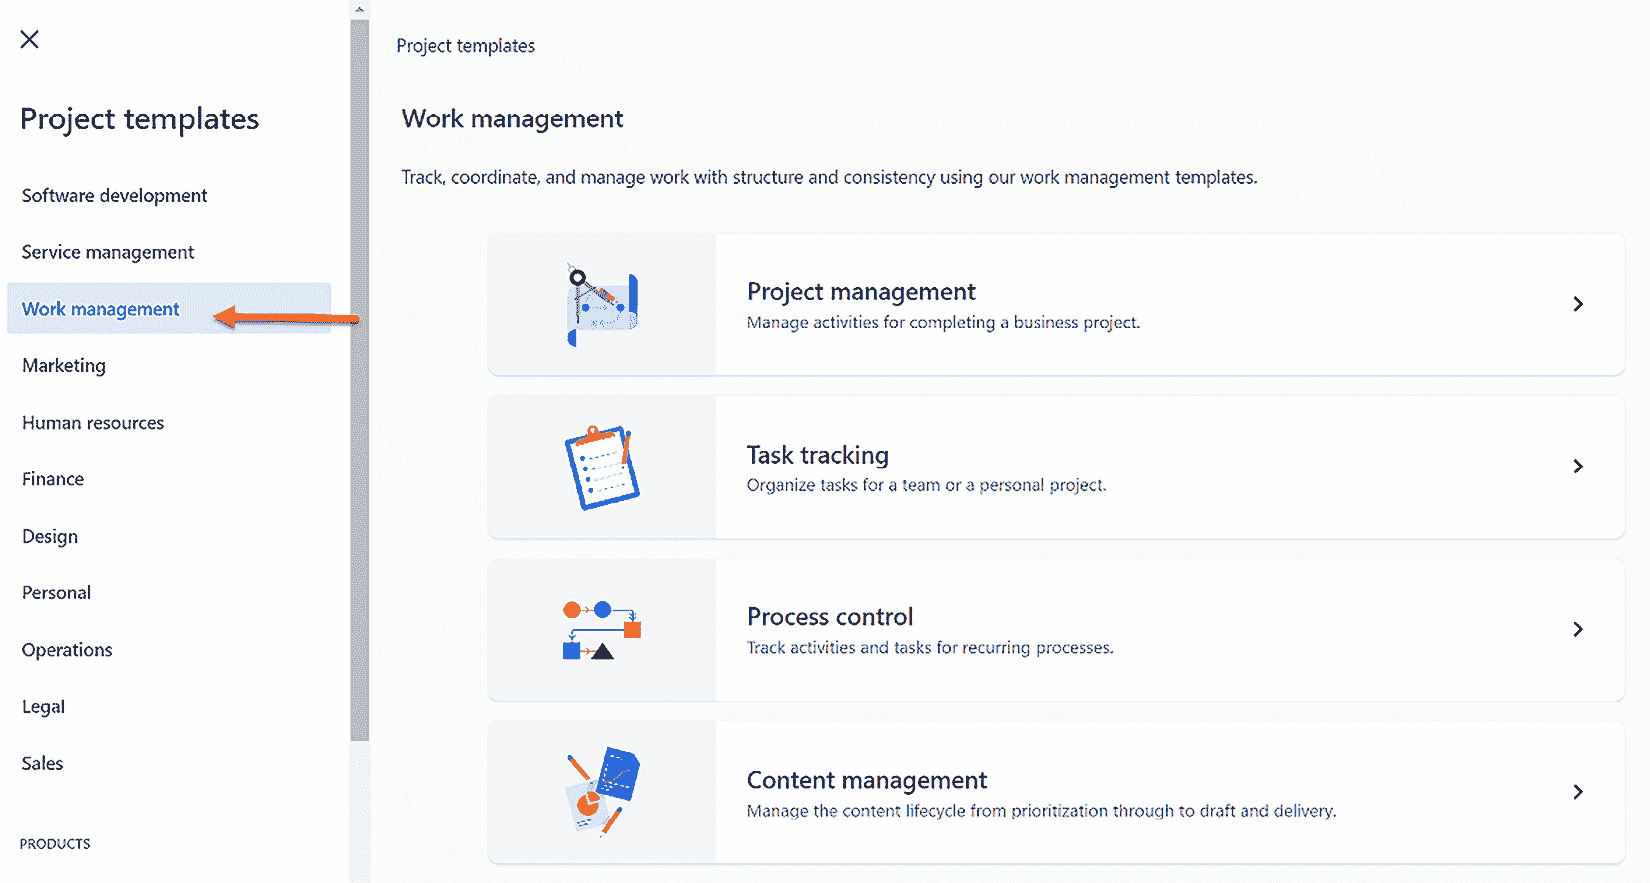 Project templates
Software development
Service management
Work management
Marketing
Human resources
Finance
Design
Personal
Operations
Legal
Sales
PRODUCTS
Project templates
Work management
Track, coordinate, and manage work with structure and consistency using our work management templates.
Project management
Manage activities for completing a business project.
Task tracking
Organize tasks for a team or a personal project.
Process control
Track activities and tasks for recurring processes.
Content management
Manage the content lifecycle from prioritization through to draft and delivery.